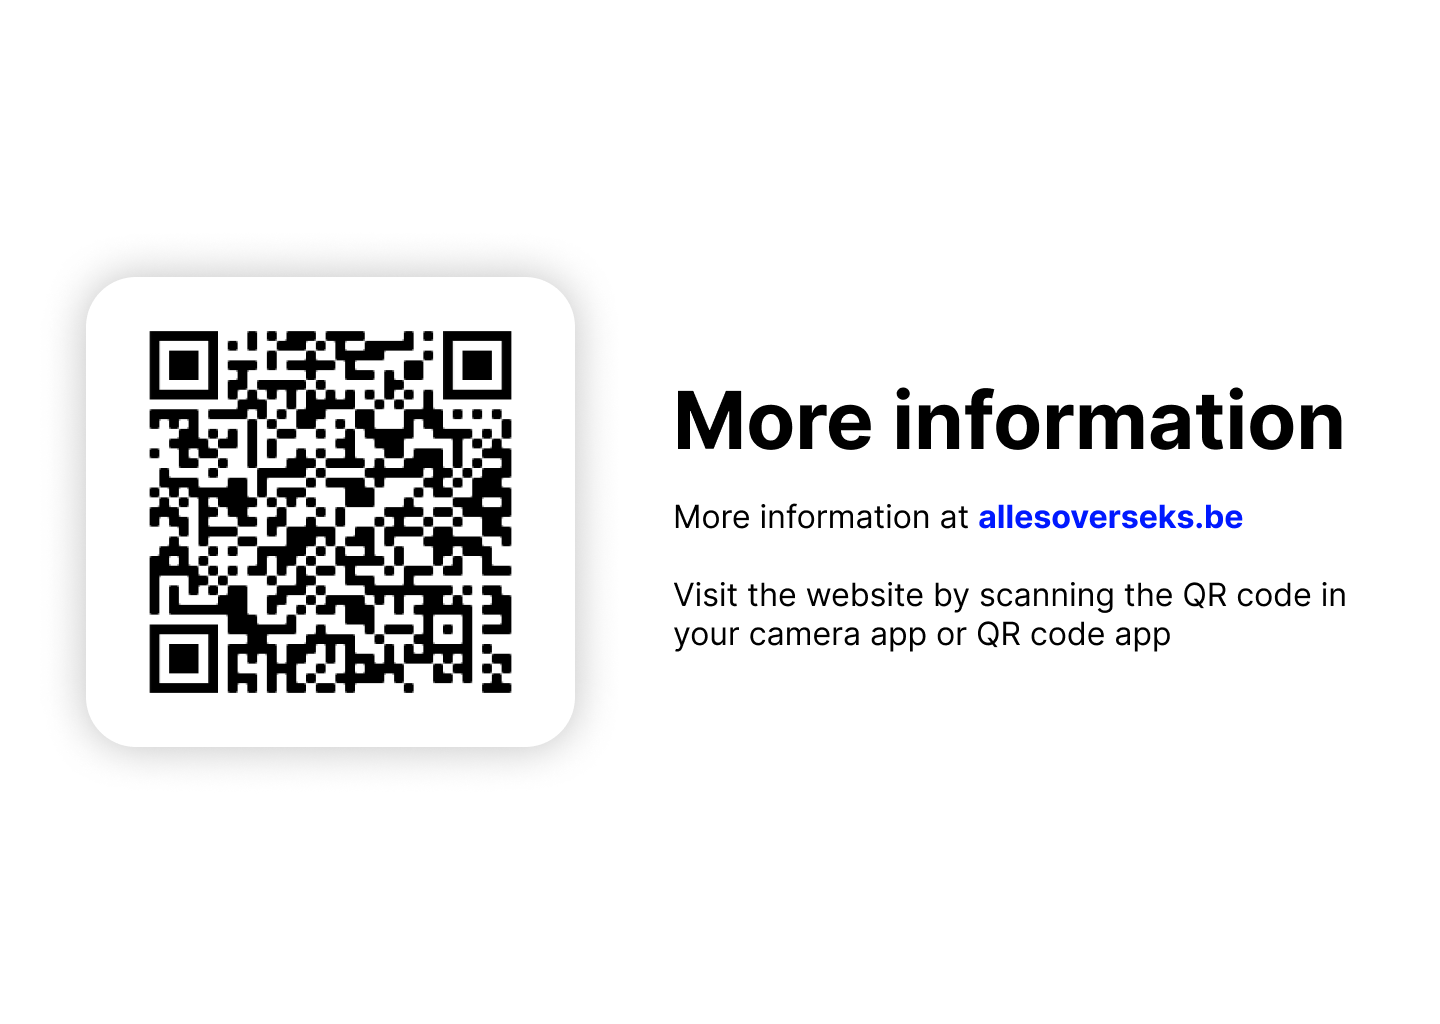 More information
More information at allesoverseks.be
Visit the website by scanning the QR code in
your camera app or QR code app